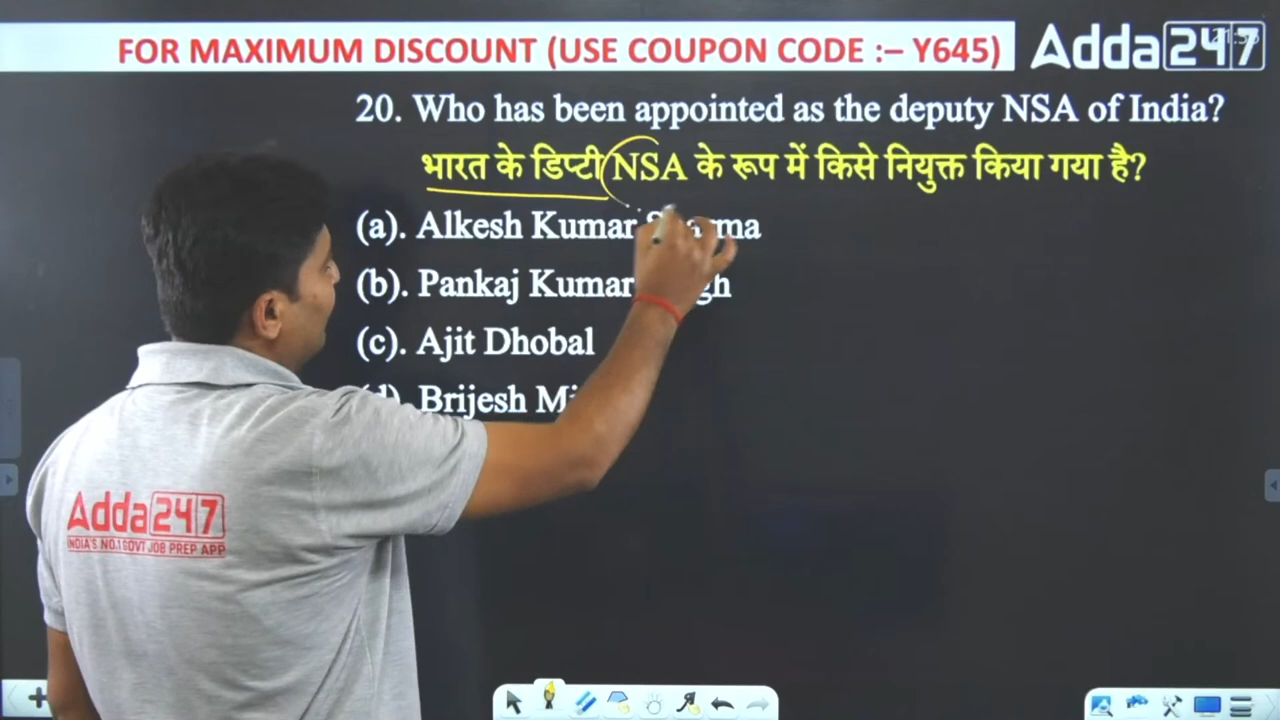 FOR MAXIMUM DISCOUNT (USE COUPON CODE :– Y645)
Adda247
20. Who has been appointed as the deputy NSA of India?
भारत के डिप्टी NSA के रूप में किसे नियुक्त किया गया है?
(a). Alkesh Kumar
(b). Pankaj Kumar
(c). Ajit Dhobal
(d). Brijesh
Adda247
INDIA'S NO.1 GOVT JOB PREP APP